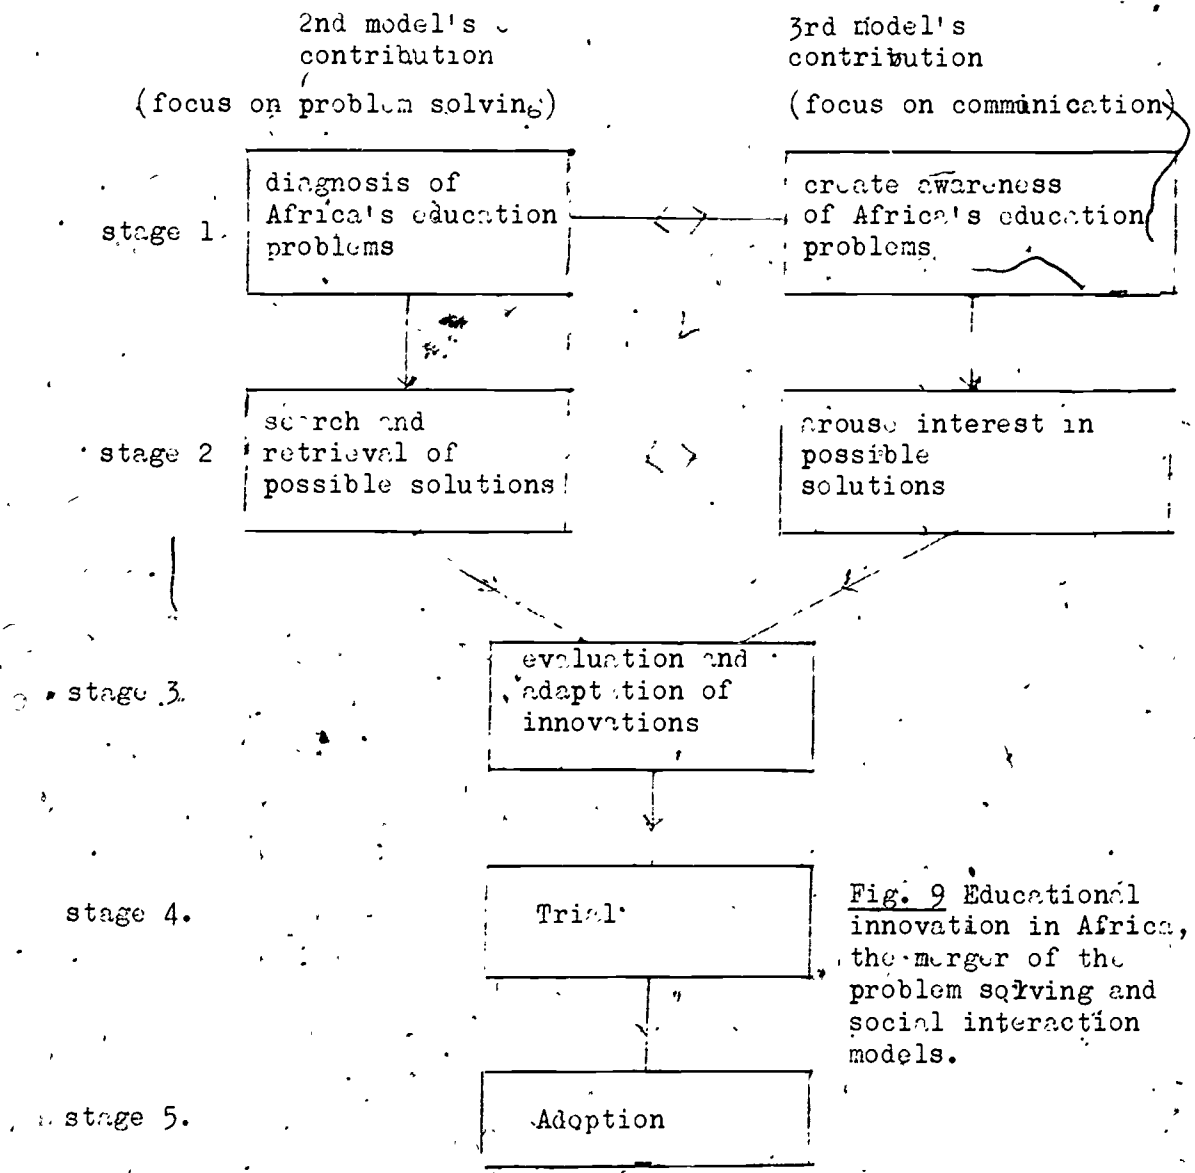 2nd model's
contribution
(focus on problem solving)
3rd model's
contribution
(focus on communication)
stage 1.
diagnosis of
Africa's education
problems
create awareness
of Africa's education
problems.
stage 2
search and
retrieval of
possible solutions
arouse interest in
possible
solutions
stage 3.
evaluation and
adaptation of
innovations
stage 4.
Trial
Fig. 9 Educational
innovation in Africa,
the merger of the
problem solving and
social interaction
models.
stage 5.
Adoption